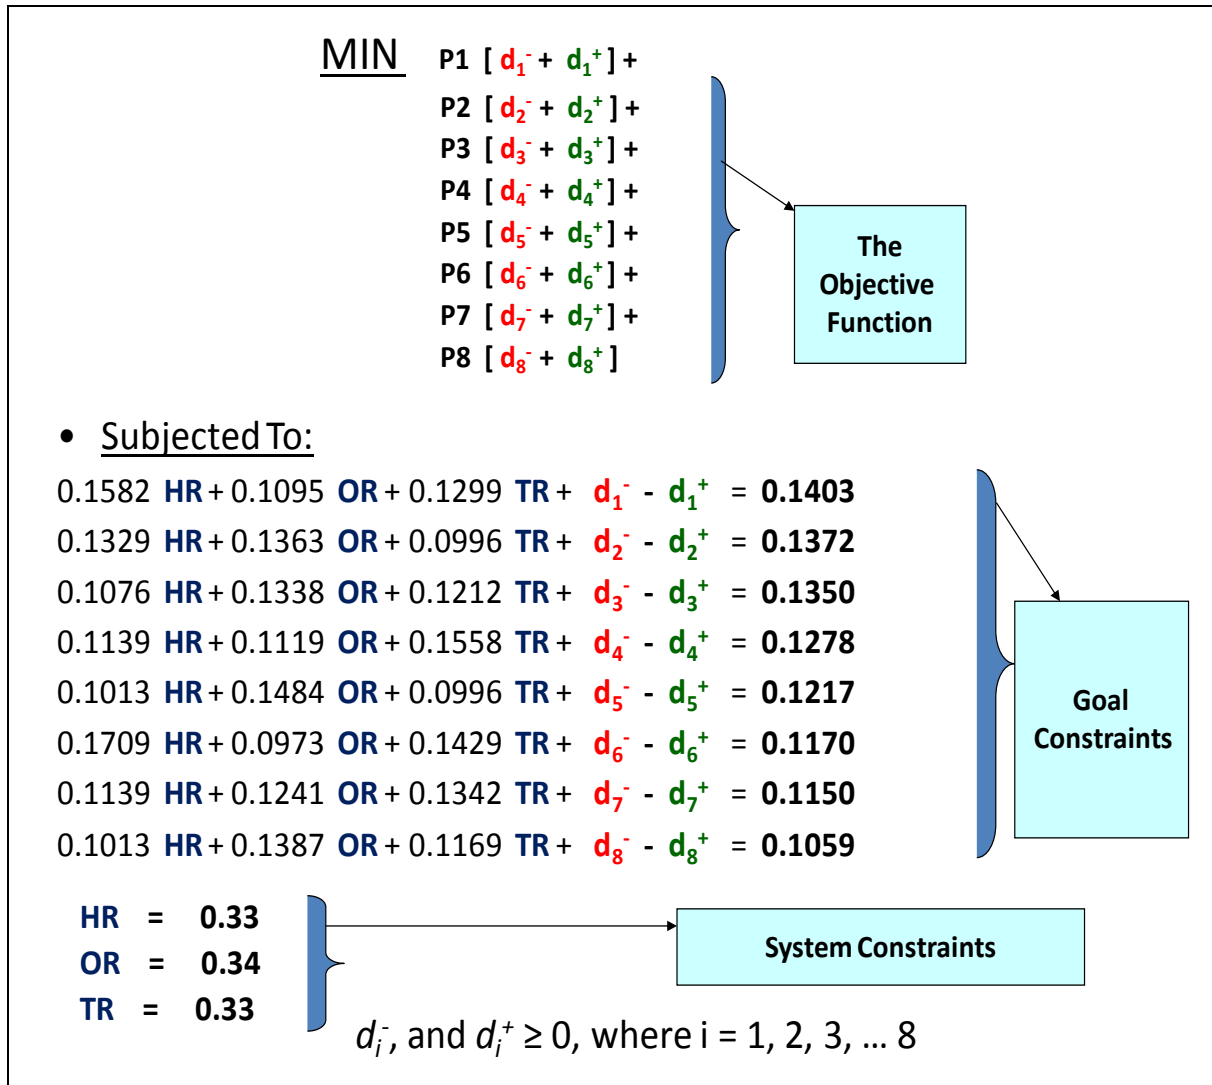 MIN P1 [ d₁⁻ + d₁⁺ ] +
P2 [ d₂⁻ + d₂⁺ ] +
P3 [ d₃⁻ + d₃⁺ ] +
P4 [ d₄⁻ + d₄⁺ ] +
P5 [ d₅⁻ + d₅⁺ ] +
P6 [ d₆⁻ + d₆⁺ ] +
P7 [ d₇⁻ + d₇⁺ ] +
P8 [ d₈⁻ + d₈⁺ ]
The
Objective
Function
• Subjected To:
0.1582 HR + 0.1095 OR + 0.1299 TR + d₁⁻ - d₁⁺ = 0.1403
0.1329 HR + 0.1363 OR + 0.0996 TR + d₂⁻ - d₂⁺ = 0.1372
0.1076 HR + 0.1338 OR + 0.1212 TR + d₃⁻ - d₃⁺ = 0.1350
0.1139 HR + 0.1119 OR + 0.1558 TR + d₄⁻ - d₄⁺ = 0.1278
0.1013 HR + 0.1484 OR + 0.0996 TR + d₅⁻ - d₅⁺ = 0.1217
0.1709 HR + 0.0973 OR + 0.1429 TR + d₆⁻ - d₆⁺ = 0.1170
0.1139 HR + 0.1241 OR + 0.1342 TR + d₇⁻ - d₇⁺ = 0.1150
0.1013 HR + 0.1387 OR + 0.1169 TR + d₈⁻ - d₈⁺ = 0.1059
Goal
Constraints
HR = 0.33
OR = 0.34
TR = 0.33
System Constraints
dᵢ⁻, and dᵢ⁺ ≥ 0, where i = 1, 2, 3, ... 8